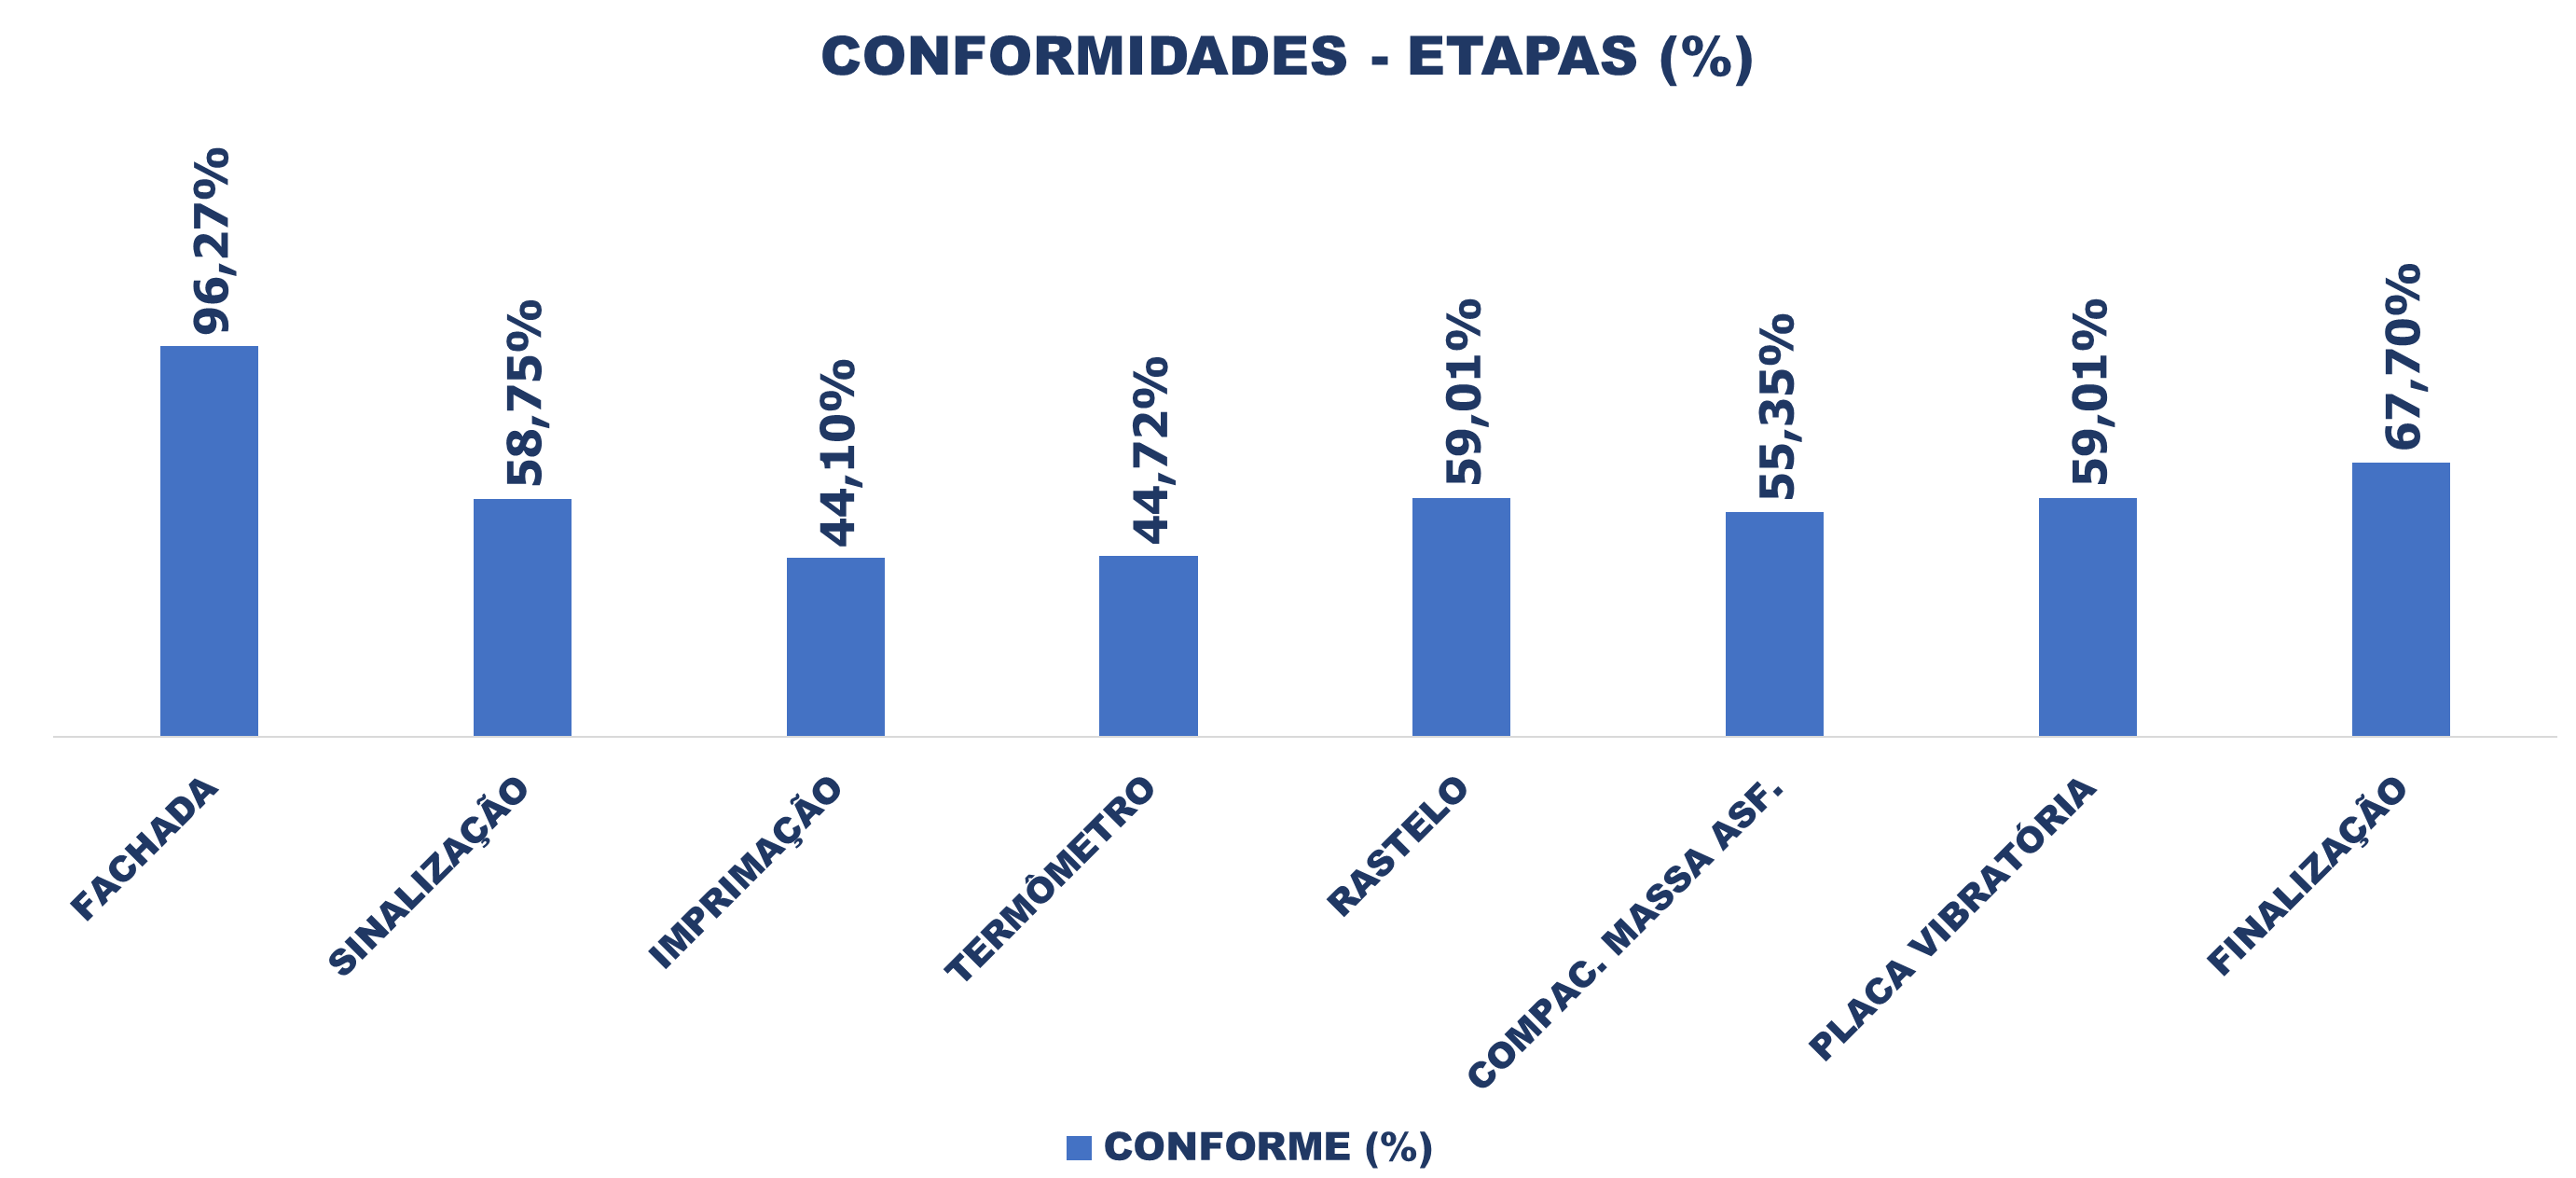 CONFORMIDADES - ETAPAS (%)
96,27%
58,75%
44,10%
44,72%
59,01%
55,35%
59,01%
67,70%
FACHADA
SINALIZAÇÃO
IMPRIMAÇÃO
TERMÔMETRO
RASTELO
COMPAC. MASSA ASF.
PLACA VIBRATÓRIA
FINALIZAÇÃO
CONFORME (%)